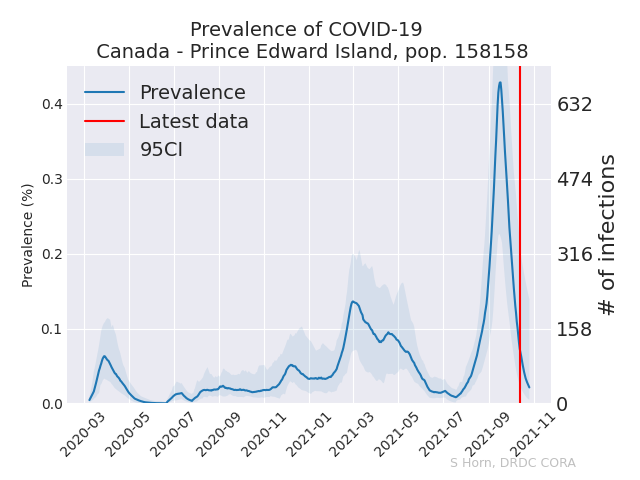 Prevalence of COVID-19
Canada - Prince Edward Island, pop. 158158
Prevalence
Latest data
95CI
Prevalence (%)
0.4
0.3
0.2
0.1
0.0
632
474
316
158
0
# of infections
2020-03
2020-05
2020-07
2020-09
2020-11
2021-01
2021-03
2021-05
2021-07
2021-09
2021-11
S Horn, DRDC CORA